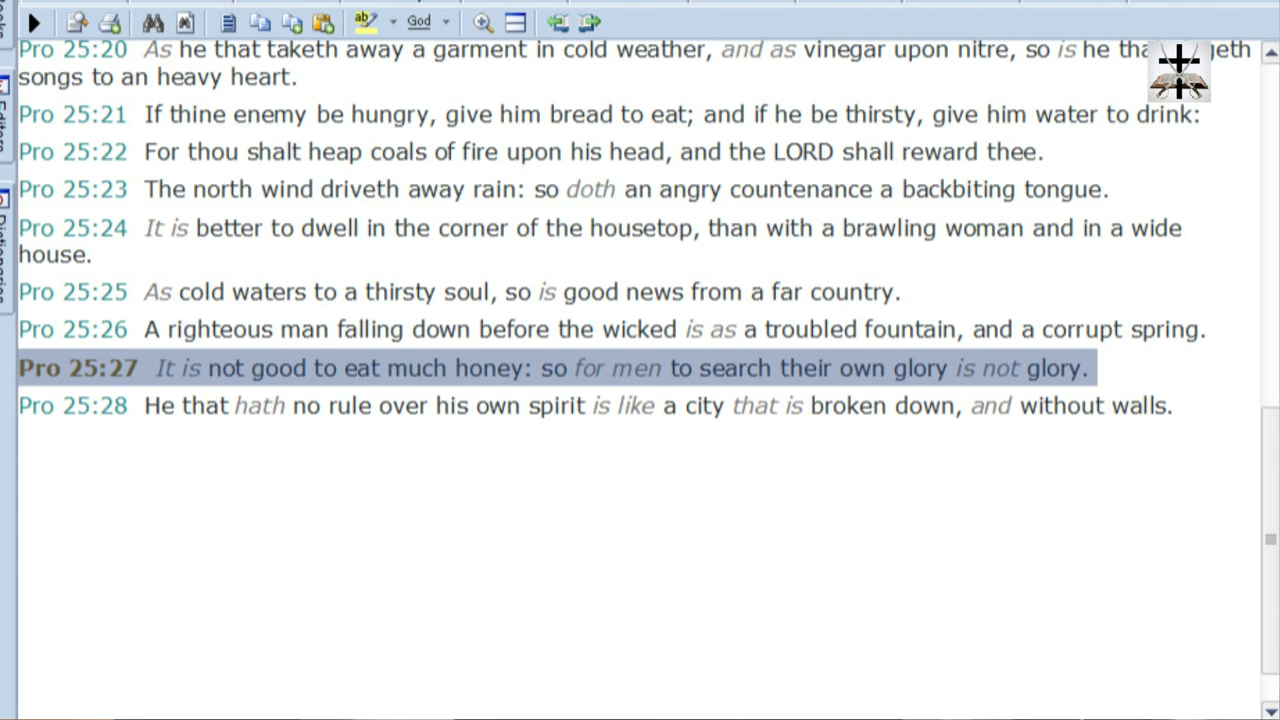 God
Pro 25:20 As he that taketh away a garment in cold weather, and as vinegar upon nitre, so is he geth
songs to an heavy heart.
Pro 25:21 If thine enemy be hungry, give him bread to eat; and if he be thirsty, give him water to drink:
Pro 25:22 For thou shalt heap coals of fire upon his head, and the LORD shall reward thee.
Pro 25:23 The north wind driveth away rain: so doth an angry countenance a backbiting tongue.
Pro 25:24 It is better to dwell in the corner of the housetop, than with a brawling woman and in a wide
house.
Pro 25:25 As cold waters to a thirsty soul, so is good news from a far country.
Pro 25:26 A righteous man falling down before the wicked is as a troubled fountain, and a corrupt spring.
Pro 25:27 It is not good to eat much honey: so for men to search their own glory is not glory.
Pro 25:28 He that hath no rule over his own spirit is like a city that is broken down, and without walls.
Editors